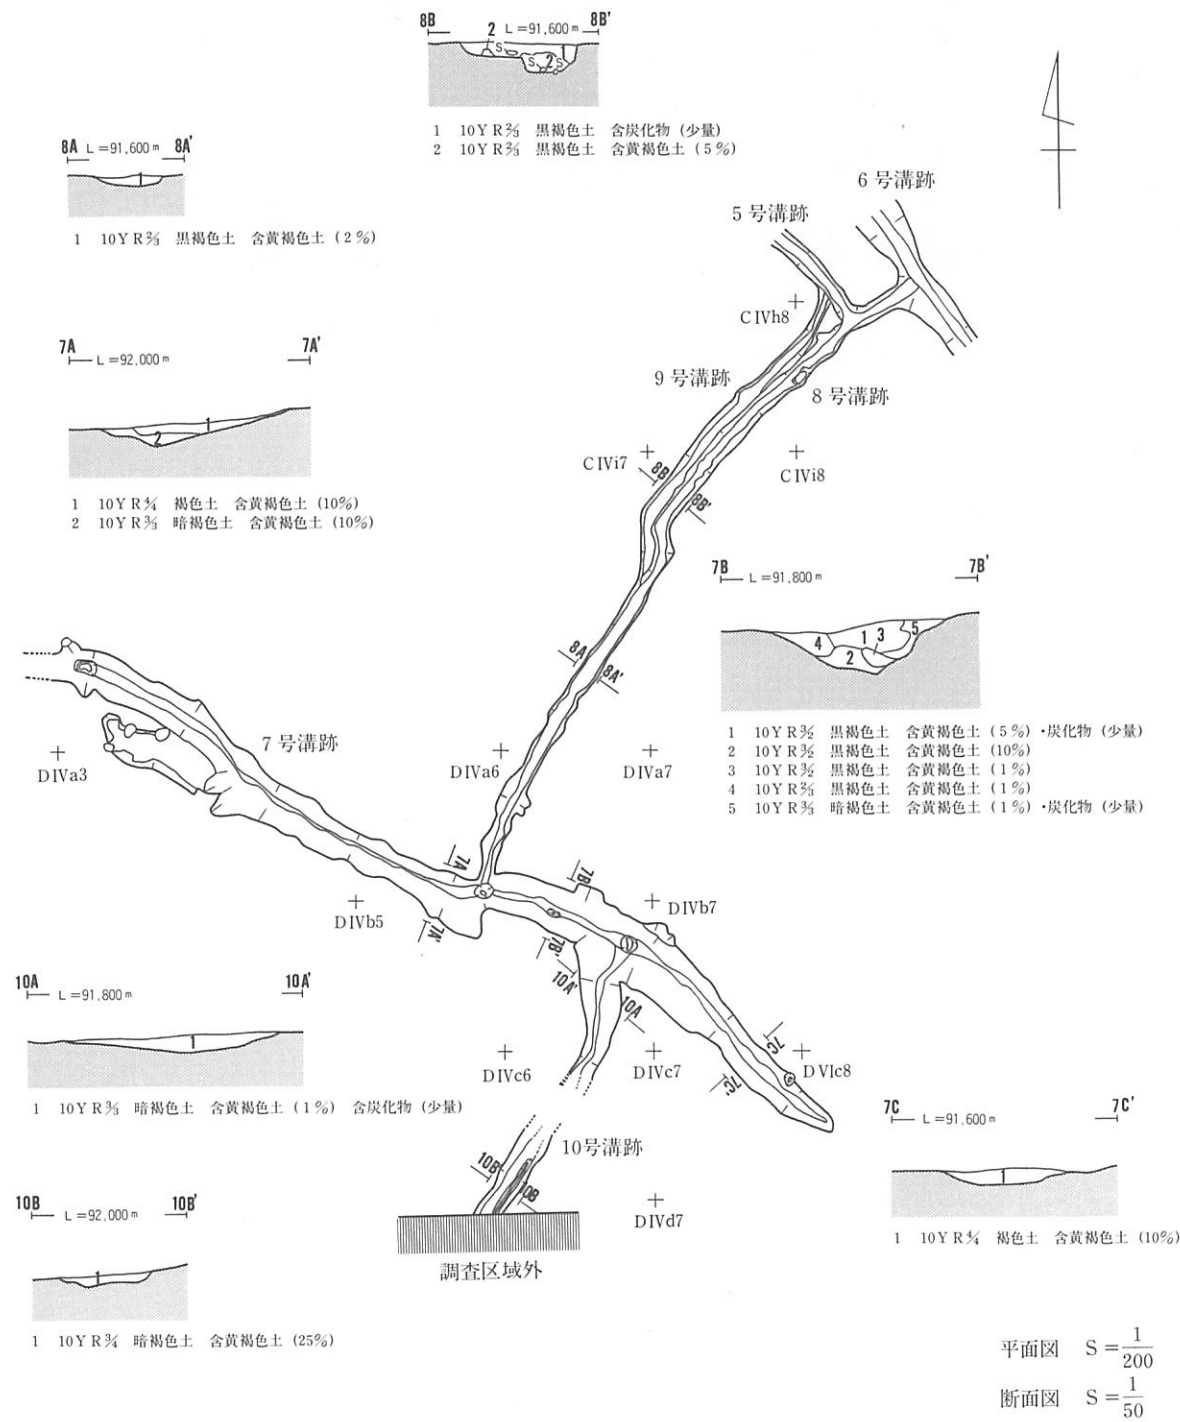 8B L=91,600m 8B'
2 S 1
S 2 S
1 10YR⅔ 黒褐色土 含炭化物 (少量)
2 10YR⅔ 黒褐色土 含黄褐色土 (5%)
8A L=91,600m 8A'
1
1 10YR⅔ 黒褐色土 含黄褐色土 (2%)
6号溝跡
5号溝跡
CIVh8
9号溝跡
8号溝跡
7A L=92,000m 7A'
1
2
1 10YR4/4 褐色土 含黄褐色土 (10%)
2 10YR3/3 暗褐色土 含黄褐色土 (10%)
CIVi7
8B
CIVi8
8B'
7B L=91,800m 7B'
4 1 3 5
2
1 10YR3/2 黒褐色土 含黄褐色土 (5%)・炭化物 (少量)
2 10YR3/2 黒褐色土 含黄褐色土 (10%)
3 10YR3/2 黒褐色土 含黄褐色土 (1%)
4 10YR⅔ 黒褐色土 含黄褐色土 (1%)
5 10YR3/3 暗褐色土 含黄褐色土 (1%)・炭化物 (少量)
8A
8A'
7号溝跡
DIVa3
DIVa6
DIVa7
7A
7B
DIVb5
DIVb7
7A'
7B'
10A'
10A
10A L=91,800m 10A'
1
1 10YR3/3 暗褐色土 含黄褐色土 (1%) 含炭化物 (少量)
DIVc6
DIVc7
7C
DVIc8
7C'
7C L=91,600m 7C'
1
1 10YR4/4 褐色土 含黄褐色土 (10%)
10号溝跡
10B'
10B
DIVd7
調査区域外
10B L=92,000m 10B'
1
1 10YR¾ 暗褐色土 含黄褐色土 (25%)
平面図 S=1/200
断面図 S=1/50